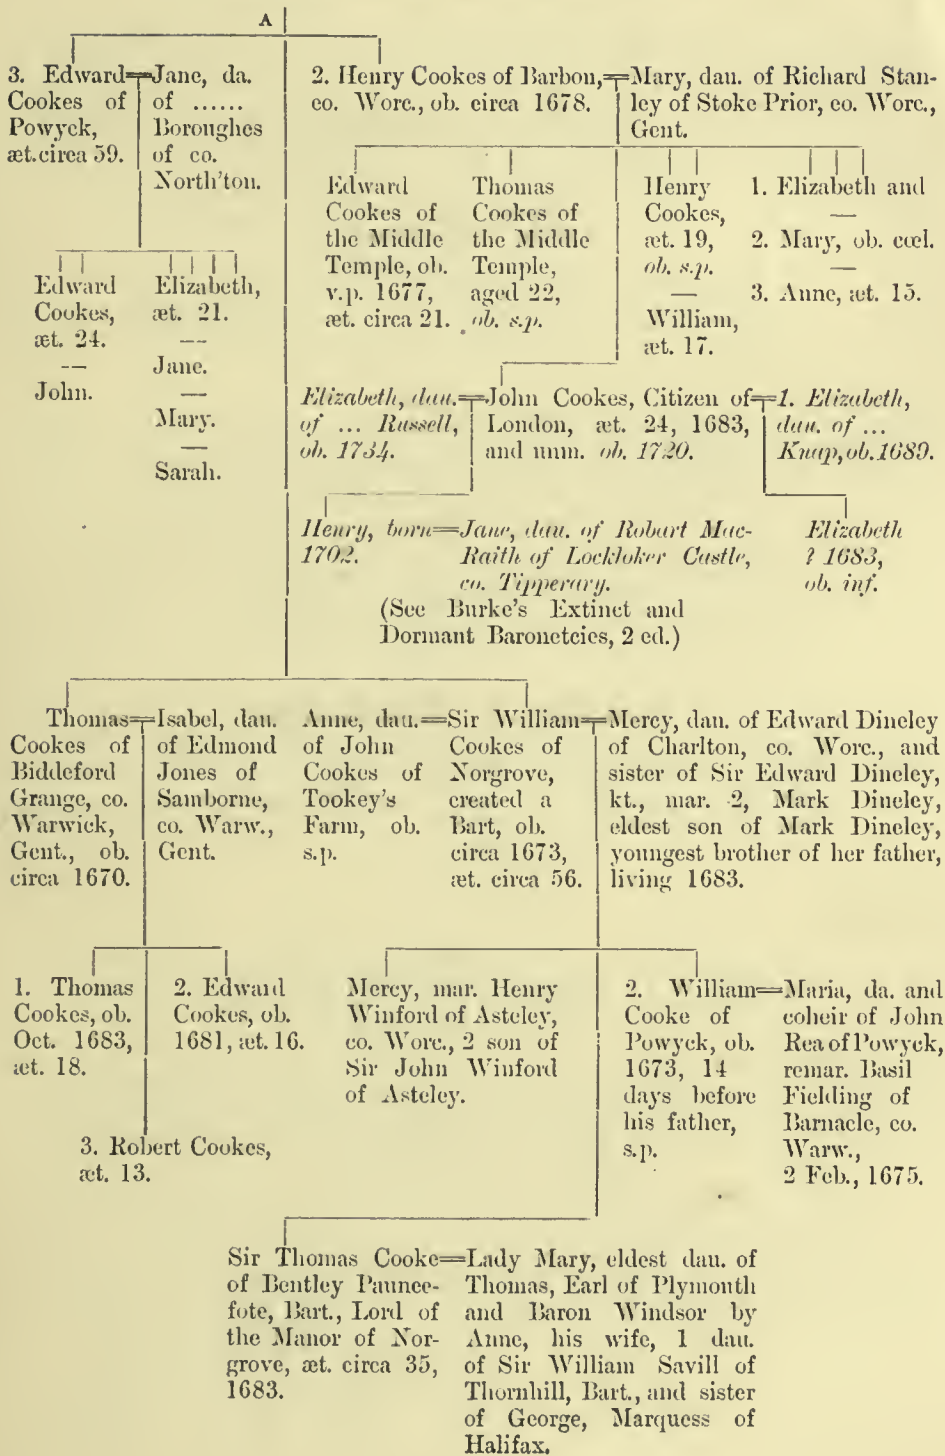 A
3. Edward
Cookes of
Powyck,
æt. circa 59.
Jane, da.
of ......
Boroughes
of co.
North'ton.
2. Henry Cookes of Barbon,
co. Worc., ob. circa 1678.
Mary, dau. of Richard Stan-
ley of Stoke Prior, co. Worc.,
Gent.
Edward
Cookes,
æt. 24.
—
John.
Elizabeth,
æt. 21.
—
Jane.
—
Mary.
—
Sarah.
Edward
Cookes of
the Middle
Temple, ob.
v.p. 1677,
æt. circa 21.
Thomas
Cookes of
the Middle
Temple,
aged 22,
ob. s.p.
Henry
Cookes,
æt. 19,
ob. s.p.
—
William,
æt. 17.
1. Elizabeth and
—
2. Mary, ob. cœl.
—
3. Anne, æt. 15.
Elizabeth, dau.
of ... Russell,
ob. 1734.
John Cookes, Citizen of
London, æt. 24, 1683,
and unm. ob. 1720.
1. Elizabeth,
dau. of ...
Knap, ob. 1689.
Henry, born
1702.
Jane, dau. of Robart Mac-
Raith of Lockloker Castle,
co. Tipperary.
(See Burke's Extinct and
Dormant Baronetcies, 2 ed.)
Elizabeth
? 1683,
ob. inf.
Thomas
Cookes of
Biddeford
Grange, co.
Warwick,
Gent., ob.
circa 1670.
Isabel, dau.
of Edmond
Jones of
Samborne,
co. Warw.,
Gent.
Anne, dau.
of John
Cookes of
Tookey's
Farm, ob.
s.p.
Sir William
Cookes of
Norgrove,
created a
Bart, ob.
circa 1673,
æt. circa 56.
Mercy, dau. of Edward Dineley
of Charlton, co. Worc., and
sister of Sir Edward Dineley,
kt., mar. 2, Mark Dineley,
eldest son of Mark Dineley,
youngest brother of her father,
living 1683.
1. Thomas
Cookes, ob.
Oct. 1683,
æt. 18.
2. Edward
Cookes, ob.
1681, æt. 16.
3. Robert Cookes,
æt. 13.
Mercy, mar. Henry
Winford of Asteley,
co. Worc., 2 son of
Sir John Winford
of Asteley.
2. William
Cooke of
Powyck, ob.
1673, 14
days before
his father,
s.p.
Maria, da. and
coheir of John
Rea of Powyck,
remar. Basil
Fielding of
Barnacle, co.
Warw.,
2 Feb., 1675.
Sir Thomas Cooke
of Bentley Paunce-
fote, Bart., Lord of
the Manor of Nor-
grove, æt. circa 35,
1683.
Lady Mary, eldest dau. of
Thomas, Earl of Plymonth
and Baron Windsor by
Anne, his wife, 1 dau.
of Sir William Savill of
Thornhill, Bart., and sister
of George, Marquess of
Halifax.